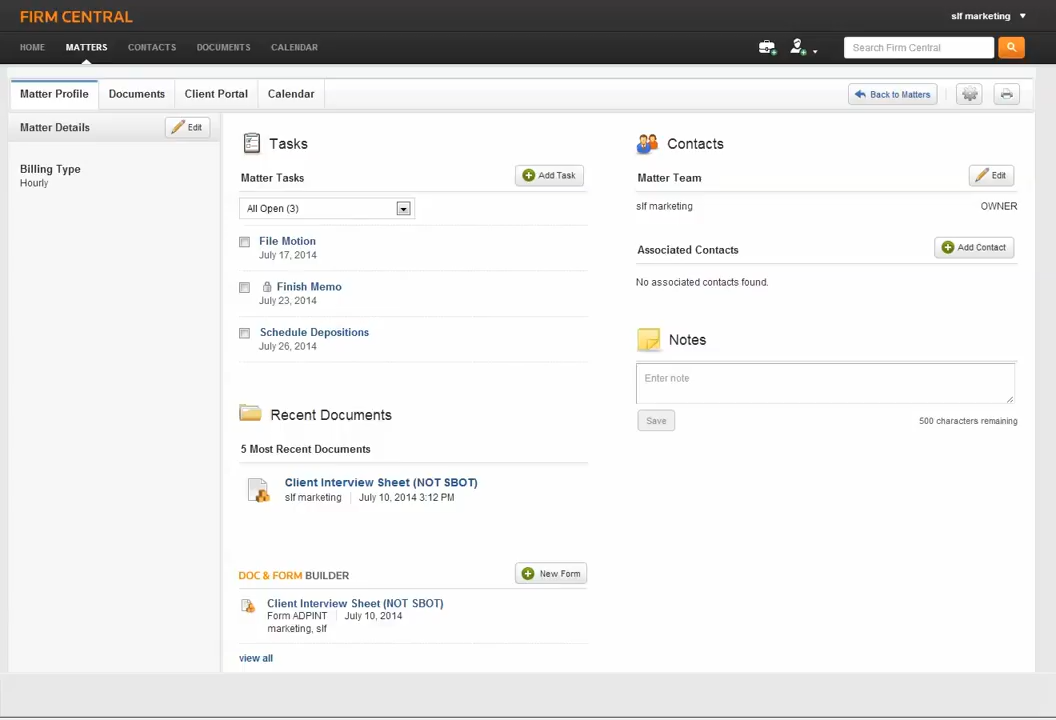 FIRM CENTRAL
slf marketing
HOME MATTERS CONTACTS DOCUMENTS CALENDAR
Search Firm Central
Matter Profile Documents Client Portal Calendar
Back to Matters
Matter Details
Edit
Billing Type
Hourly
Tasks
Matter Tasks
Add Task
All Open (3)
File Motion
July 17, 2014
Finish Memo
July 23, 2014
Schedule Depositions
July 26, 2014
Recent Documents
5 Most Recent Documents
Client Interview Sheet (NOT SBOT)
slf marketing July 10, 2014 3:12 PM
DOC & FORM BUILDER
New Form
Client Interview Sheet (NOT SBOT)
Form ADPINT July 10, 2014
marketing, slf
view all
Contacts
Matter Team
Edit
slf marketing OWNER
Associated Contacts
Add Contact
No associated contacts found.
Notes
Enter note
Save
500 characters remaining